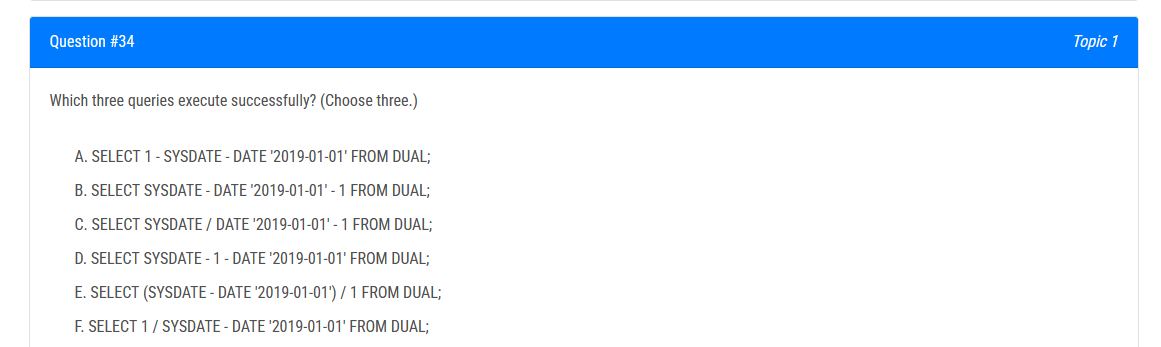 Question #34
Topic 1
Which three queries execute successfully? (Choose three.)
A. SELECT 1 - SYSDATE - DATE '2019-01-01' FROM DUAL;
B. SELECT SYSDATE - DATE '2019-01-01' - 1 FROM DUAL;
C. SELECT SYSDATE / DATE '2019-01-01' - 1 FROM DUAL;
D. SELECT SYSDATE - 1 - DATE '2019-01-01' FROM DUAL;
E. SELECT (SYSDATE - DATE '2019-01-01') / 1 FROM DUAL;
F. SELECT 1 / SYSDATE - DATE '2019-01-01' FROM DUAL;